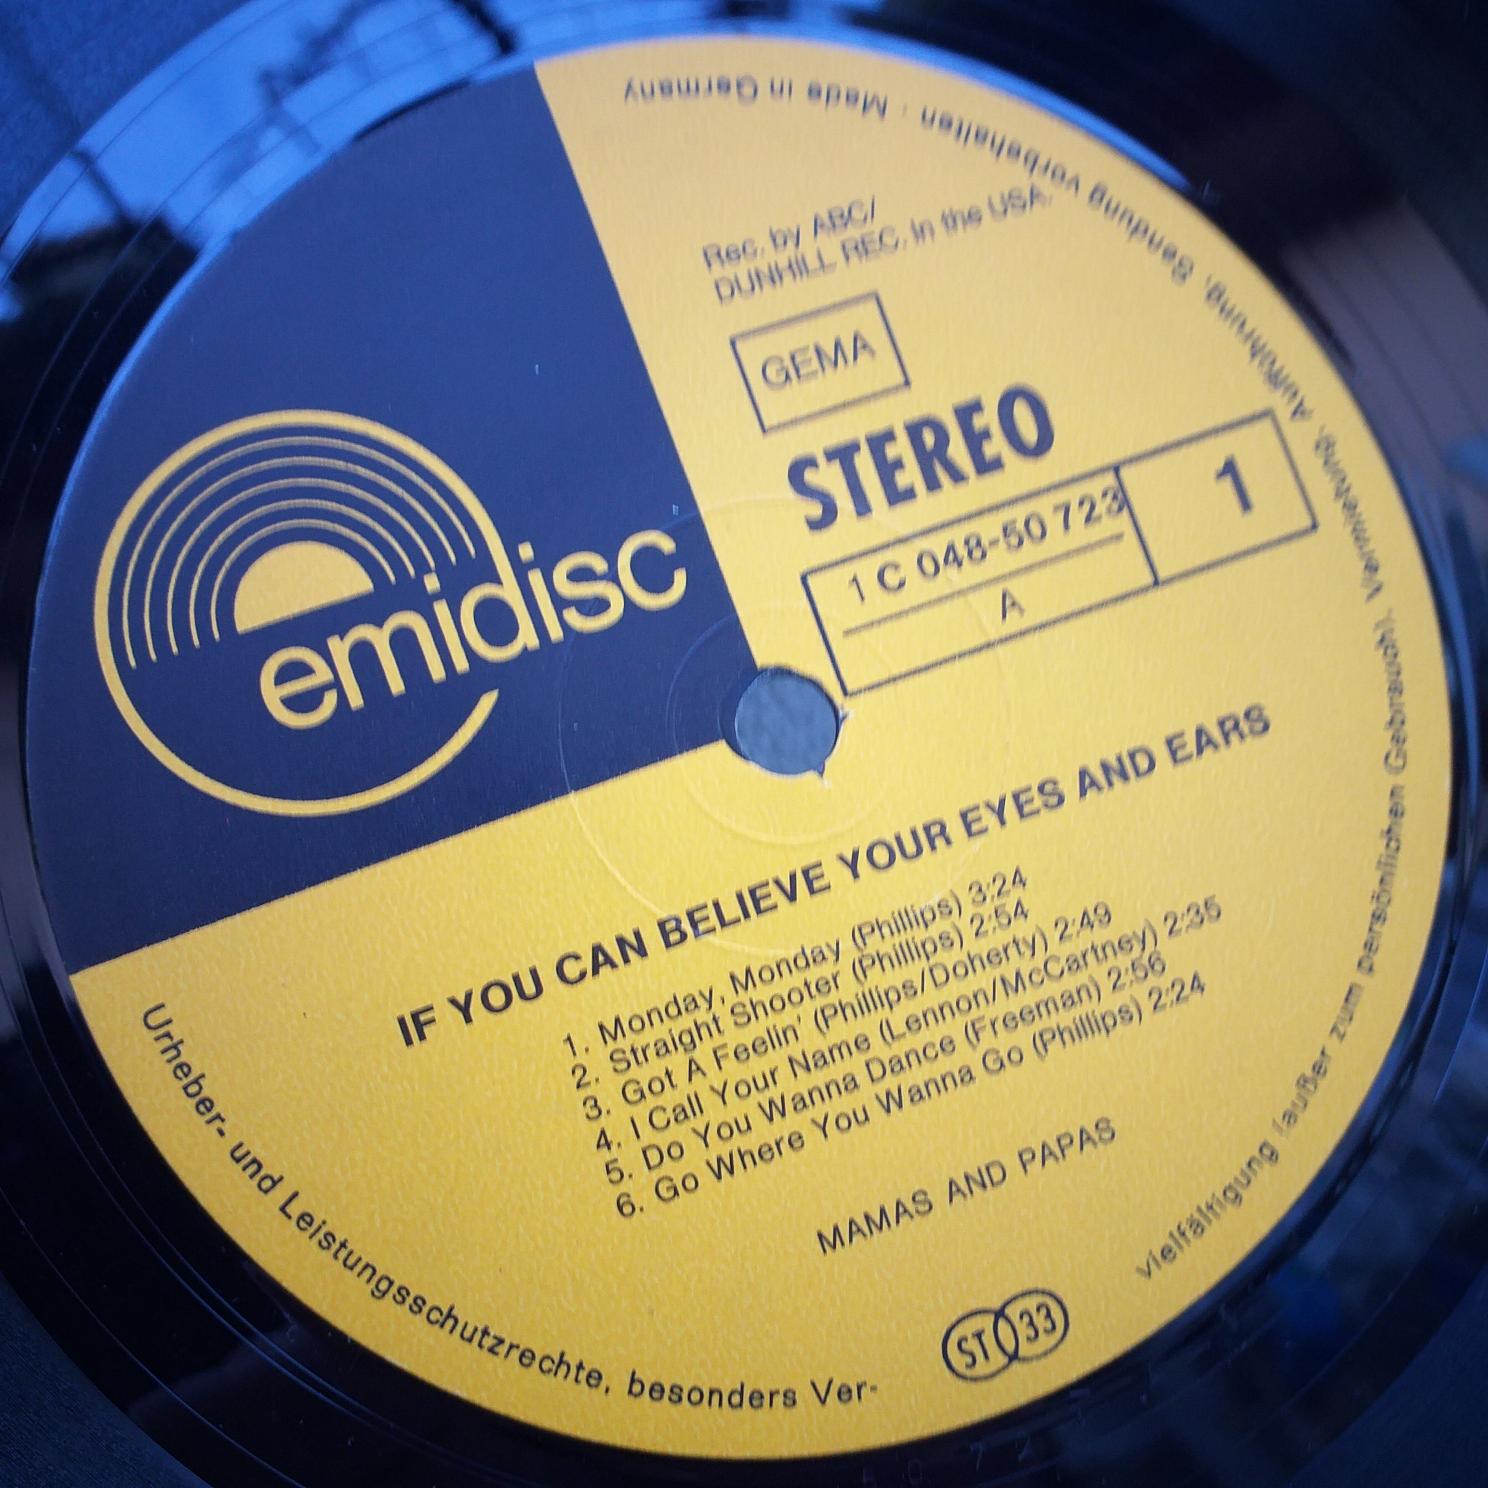 Rec. by ABC/
DUNHILL REC. in the USA.
GEMA
STEREO
1 C 048-50 723
1
A
emidisc
IF YOU CAN BELIEVE YOUR EYES AND EARS
1. Monday, Monday (Phillips) 3:24
2. Straight Shooter (Phillips) 2:54
3. Got A Feelin' (Phillips/Doherty) 2:49
4. I Call Your Name (Lennon/McCartney) 2:35
5. Do You Wanna Dance (Freeman) 2:56
6. Go Where You Wanna Go (Phillips) 2:24
MAMAS AND PAPAS
ST 33
Urheber- und Leistungsschutzrechte, besonders Ver-
vielfältigung (außer zum persönlichen Gebrauch), Vermietung, Aufführung, Sendung vorbehalten · Made in Germany